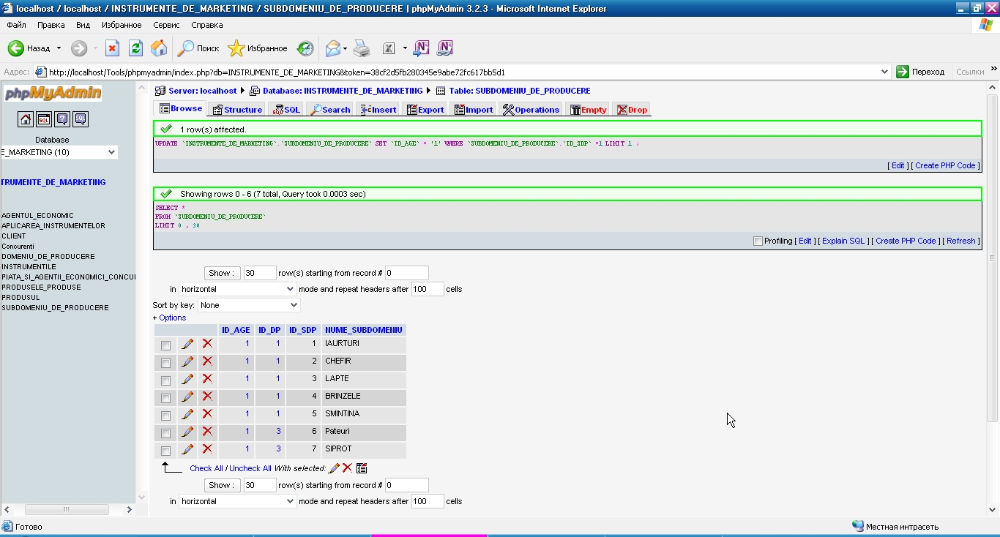 localhost / localhost / INSTRUMENTE_DE_MARKETING / SUBDOMENIU_DE_PRODUCERE | phpMyAdmin 3.2.3 - Microsoft Internet Explorer
Файл Правка Вид Избранное Сервис Справка
Назад Поиск Избранное
Адрес: http://localhost/Tools/phpmyadmin/index.php?db=INSTRUMENTE_DE_MARKETING&token=38cf2d5fb280345e9abe72fc617bb5d1 Переход Ссылки »
phpMyAdmin
SQL
Database
E_MARKETING (10)
TRUMENTE_DE_MARKETING
AGENTUL_ECONOMIC
APLICAREA_INSTRUMENTELOR
CLIENT
Concurenti
DOMENIU_DE_PRODUCERE
INSTRUMENTILE
PIATA_SI_AGENTII_ECONOMICI_CONCUI
PRODUSELE_PRODUSE
PRODUSUL
SUBDOMENIU_DE_PRODUCERE
Server: localhost Database: INSTRUMENTE_DE_MARKETING Table: SUBDOMENIU_DE_PRODUCERE
Browse Structure SQL Search Insert Export Import Operations Empty Drop
1 row(s) affected.
UPDATE `INSTRUMENTE_DE_MARKETING`.`SUBDOMENIU_DE_PRODUCERE` SET `ID_AGE` = '1' WHERE `SUBDOMENIU_DE_PRODUCERE`.`ID_SDP` =1 LIMIT 1 ;
[ Edit ] [ Create PHP Code ]
Showing rows 0 - 6 (7 total, Query took 0.0003 sec)
SELECT *
FROM `SUBDOMENIU_DE_PRODUCERE`
LIMIT 0 , 30
Profiling [ Edit ] [ Explain SQL ] [ Create PHP Code ] [ Refresh ]
Show : 30 row(s) starting from record # 0
in horizontal mode and repeat headers after 100 cells
Sort by key: None
+ Options
ID_AGE ID_DP ID_SDP NUME_SUBDOMENIU
1 1 1 IAURTURI
1 1 2 CHEFIR
1 1 3 LAPTE
1 1 4 BRINZELE
1 1 5 SMINTINA
1 3 6 Pateuri
1 3 7 SIPROT
Check All / Uncheck All With selected:
Show : 30 row(s) starting from record # 0
in horizontal mode and repeat headers after 100 cells
Готово Местная интрасеть